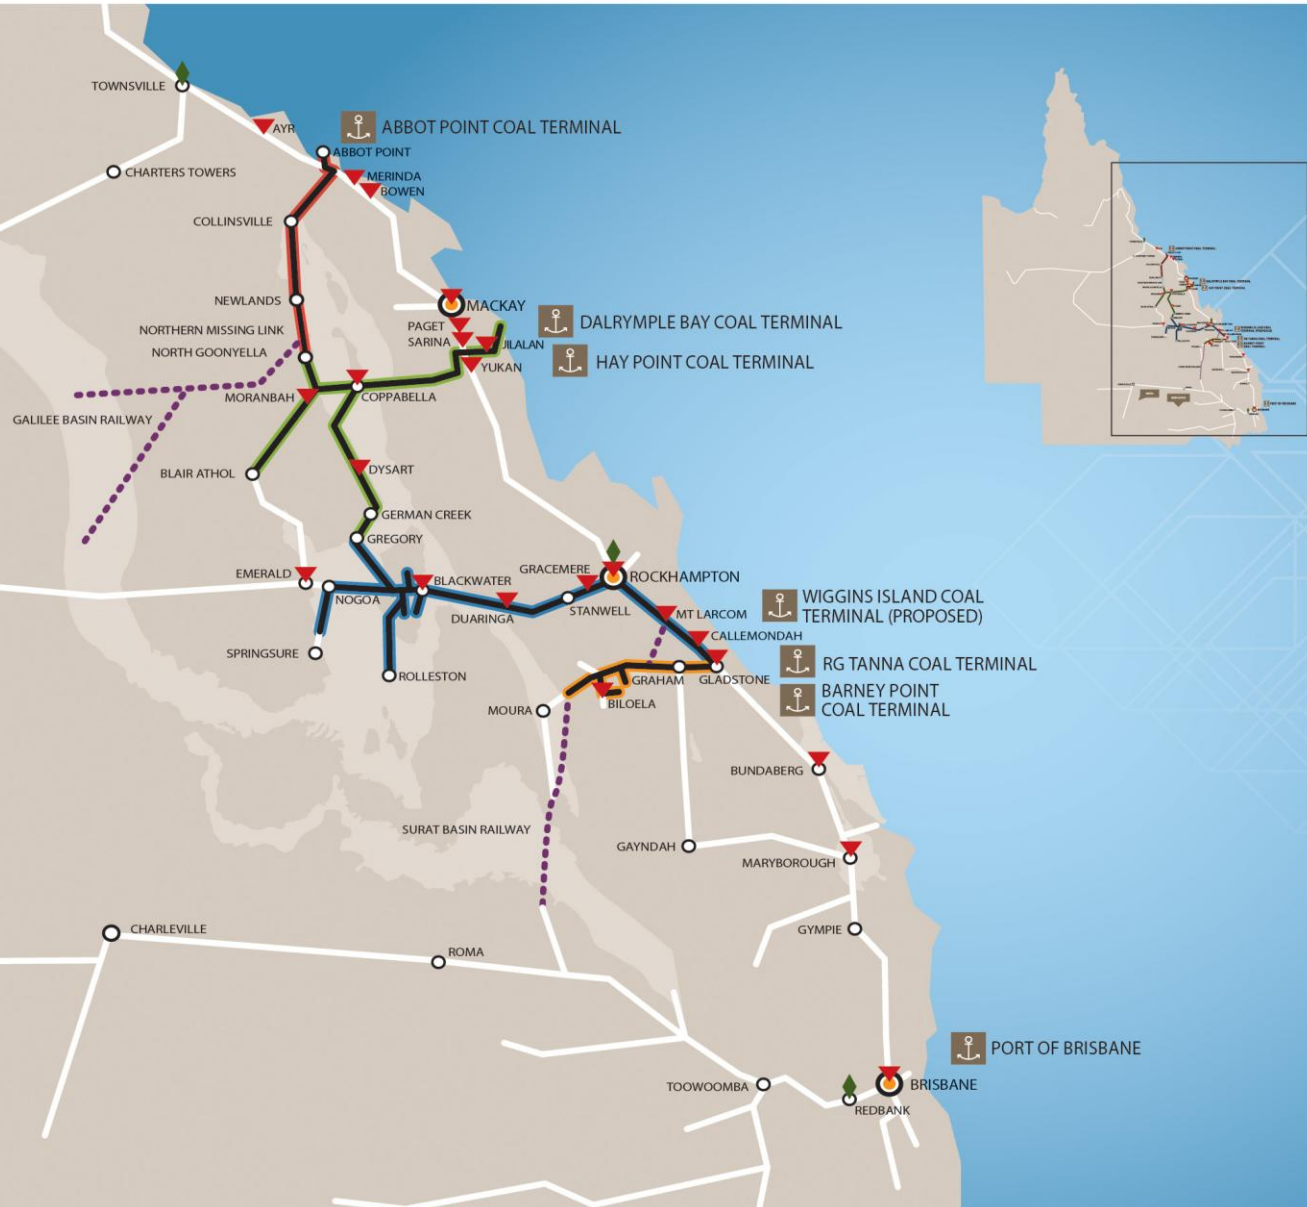 TOWNSVILLE
AYR
ABBOT POINT COAL TERMINAL
ABBOT POINT
CHARTERS TOWERS
MERINDA
BOWEN
COLLINSVILLE
NEWLANDS
MACKAY
NORTHERN MISSING LINK
PAGET
SARINA
DALRYMPLE BAY COAL TERMINAL
JILALAN
NORTH GOONYELLA
HAY POINT COAL TERMINAL
YUKAN
MORANBAH
COPPABELLA
GALILEE BASIN RAILWAY
BLAIR ATHOL
DYSART
GERMAN CREEK
GREGORY
EMERALD
NOGOA
BLACKWATER
GRACEMERE
ROCKHAMPTON
DUARINGA
STANWELL
WIGGINS ISLAND COAL
TERMINAL (PROPOSED)
MT LARCOM
CALLEMONDAH
SPRINGSURE
ROLLESTON
RG TANNA COAL TERMINAL
GRAHAM
GLADSTONE
BARNEY POINT
COAL TERMINAL
MOURA
BILOELA
BUNDABERG
SURAT BASIN RAILWAY
GAYNDAH
MARYBOROUGH
CHARLEVILLE
GYMPIE
ROMA
PORT OF BRISBANE
TOOWOOMBA
BRISBANE
REDBANK